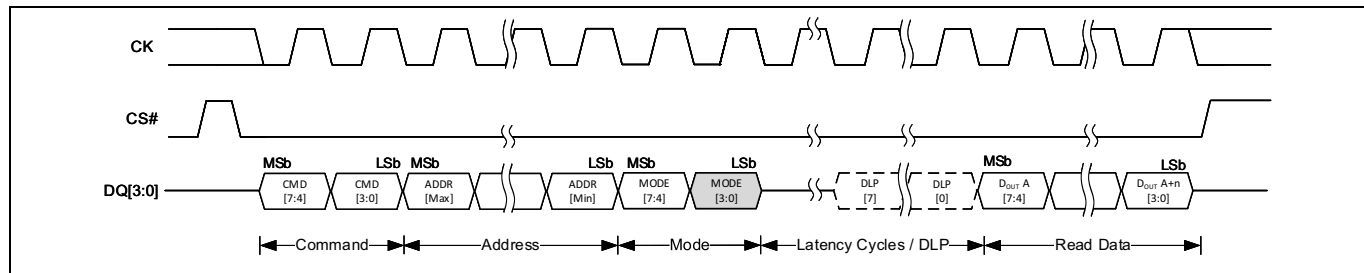 CK
CS#
MSb LSb MSb LSb MSb LSb MSb LSb
DQ[3:0] CMD CMD ADDR ADDR MODE MODE DLP DLP DOUT A DOUT A+n
[7:4] [3:0] [Max] [Min] [7:4] [3:0] [7] [0] [7:4] [3:0]
Command Address Mode Latency Cycles / DLP Read Data